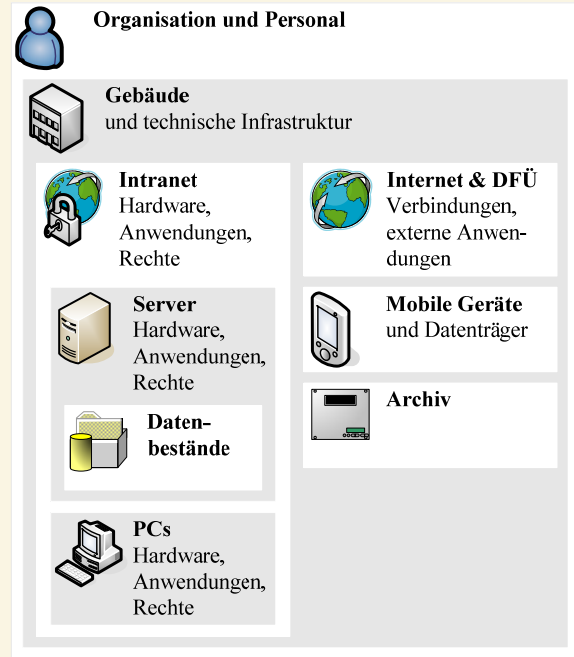 Organisation und Personal
Gebäude
und technische Infrastruktur
Intranet
Hardware,
Anwendungen,
Rechte
Server
Hardware,
Anwendungen,
Rechte
Daten-
bestände
PCs
Hardware,
Anwendungen,
Rechte
Internet & DFÜ
Verbindungen,
externe Anwen-
dungen
Mobile Geräte
und Datenträger
Archiv